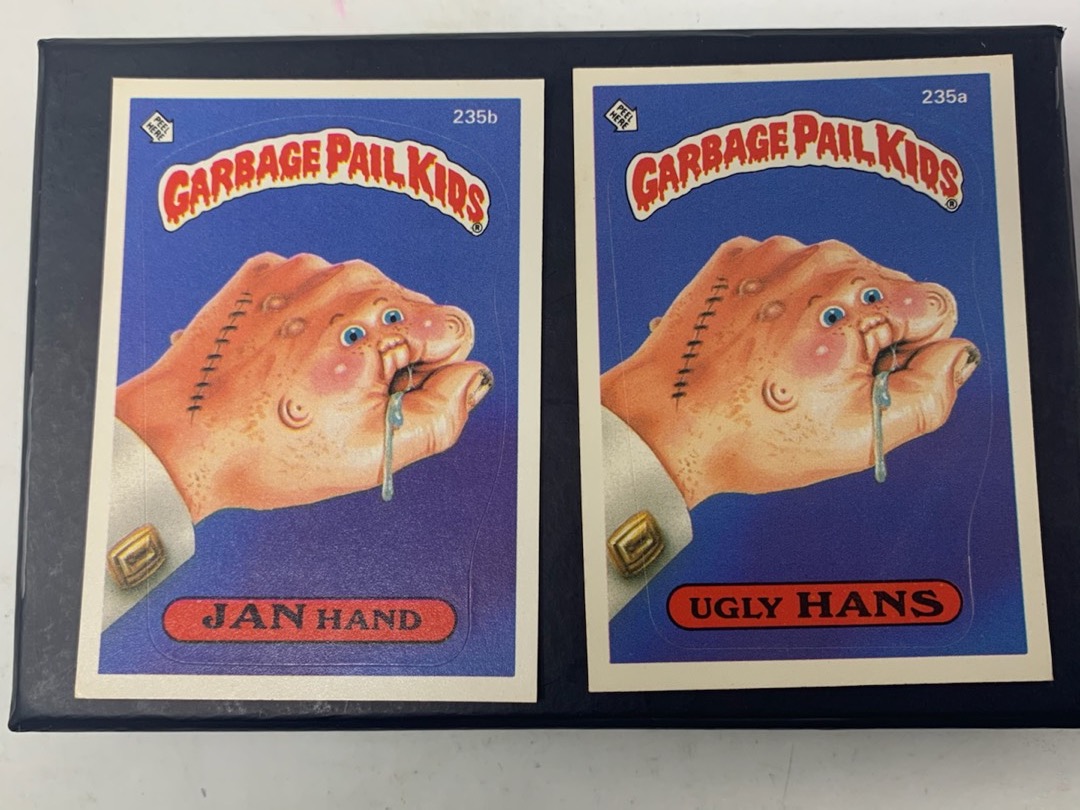 PEEL
HERE
235b
GARBAGE PAIL KIDS®
JAN HAND
PEEL
HERE
235a
GARBAGE PAIL KIDS®
UGLY HANS